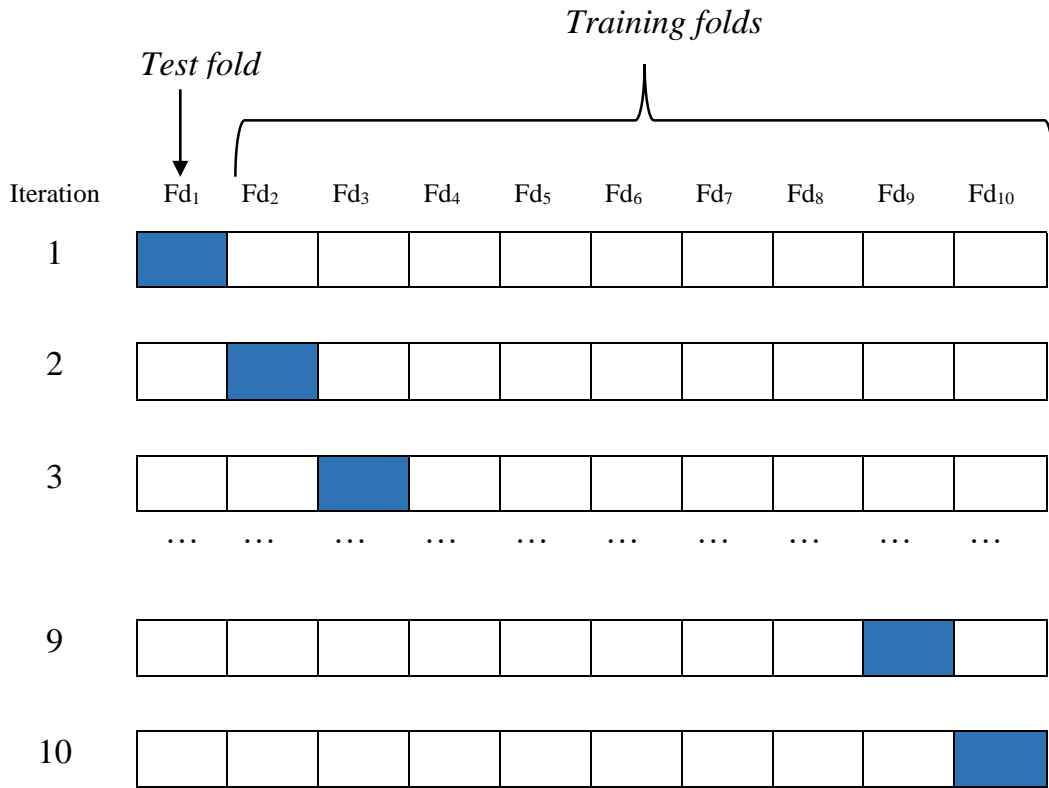 Training folds
Test fold
Iteration Fd₁ Fd₂ Fd₃ Fd₄ Fd₅ Fd₆ Fd₇ Fd₈ Fd₉ Fd₁₀
1
2
3
… … … … … … … … … …
9
10